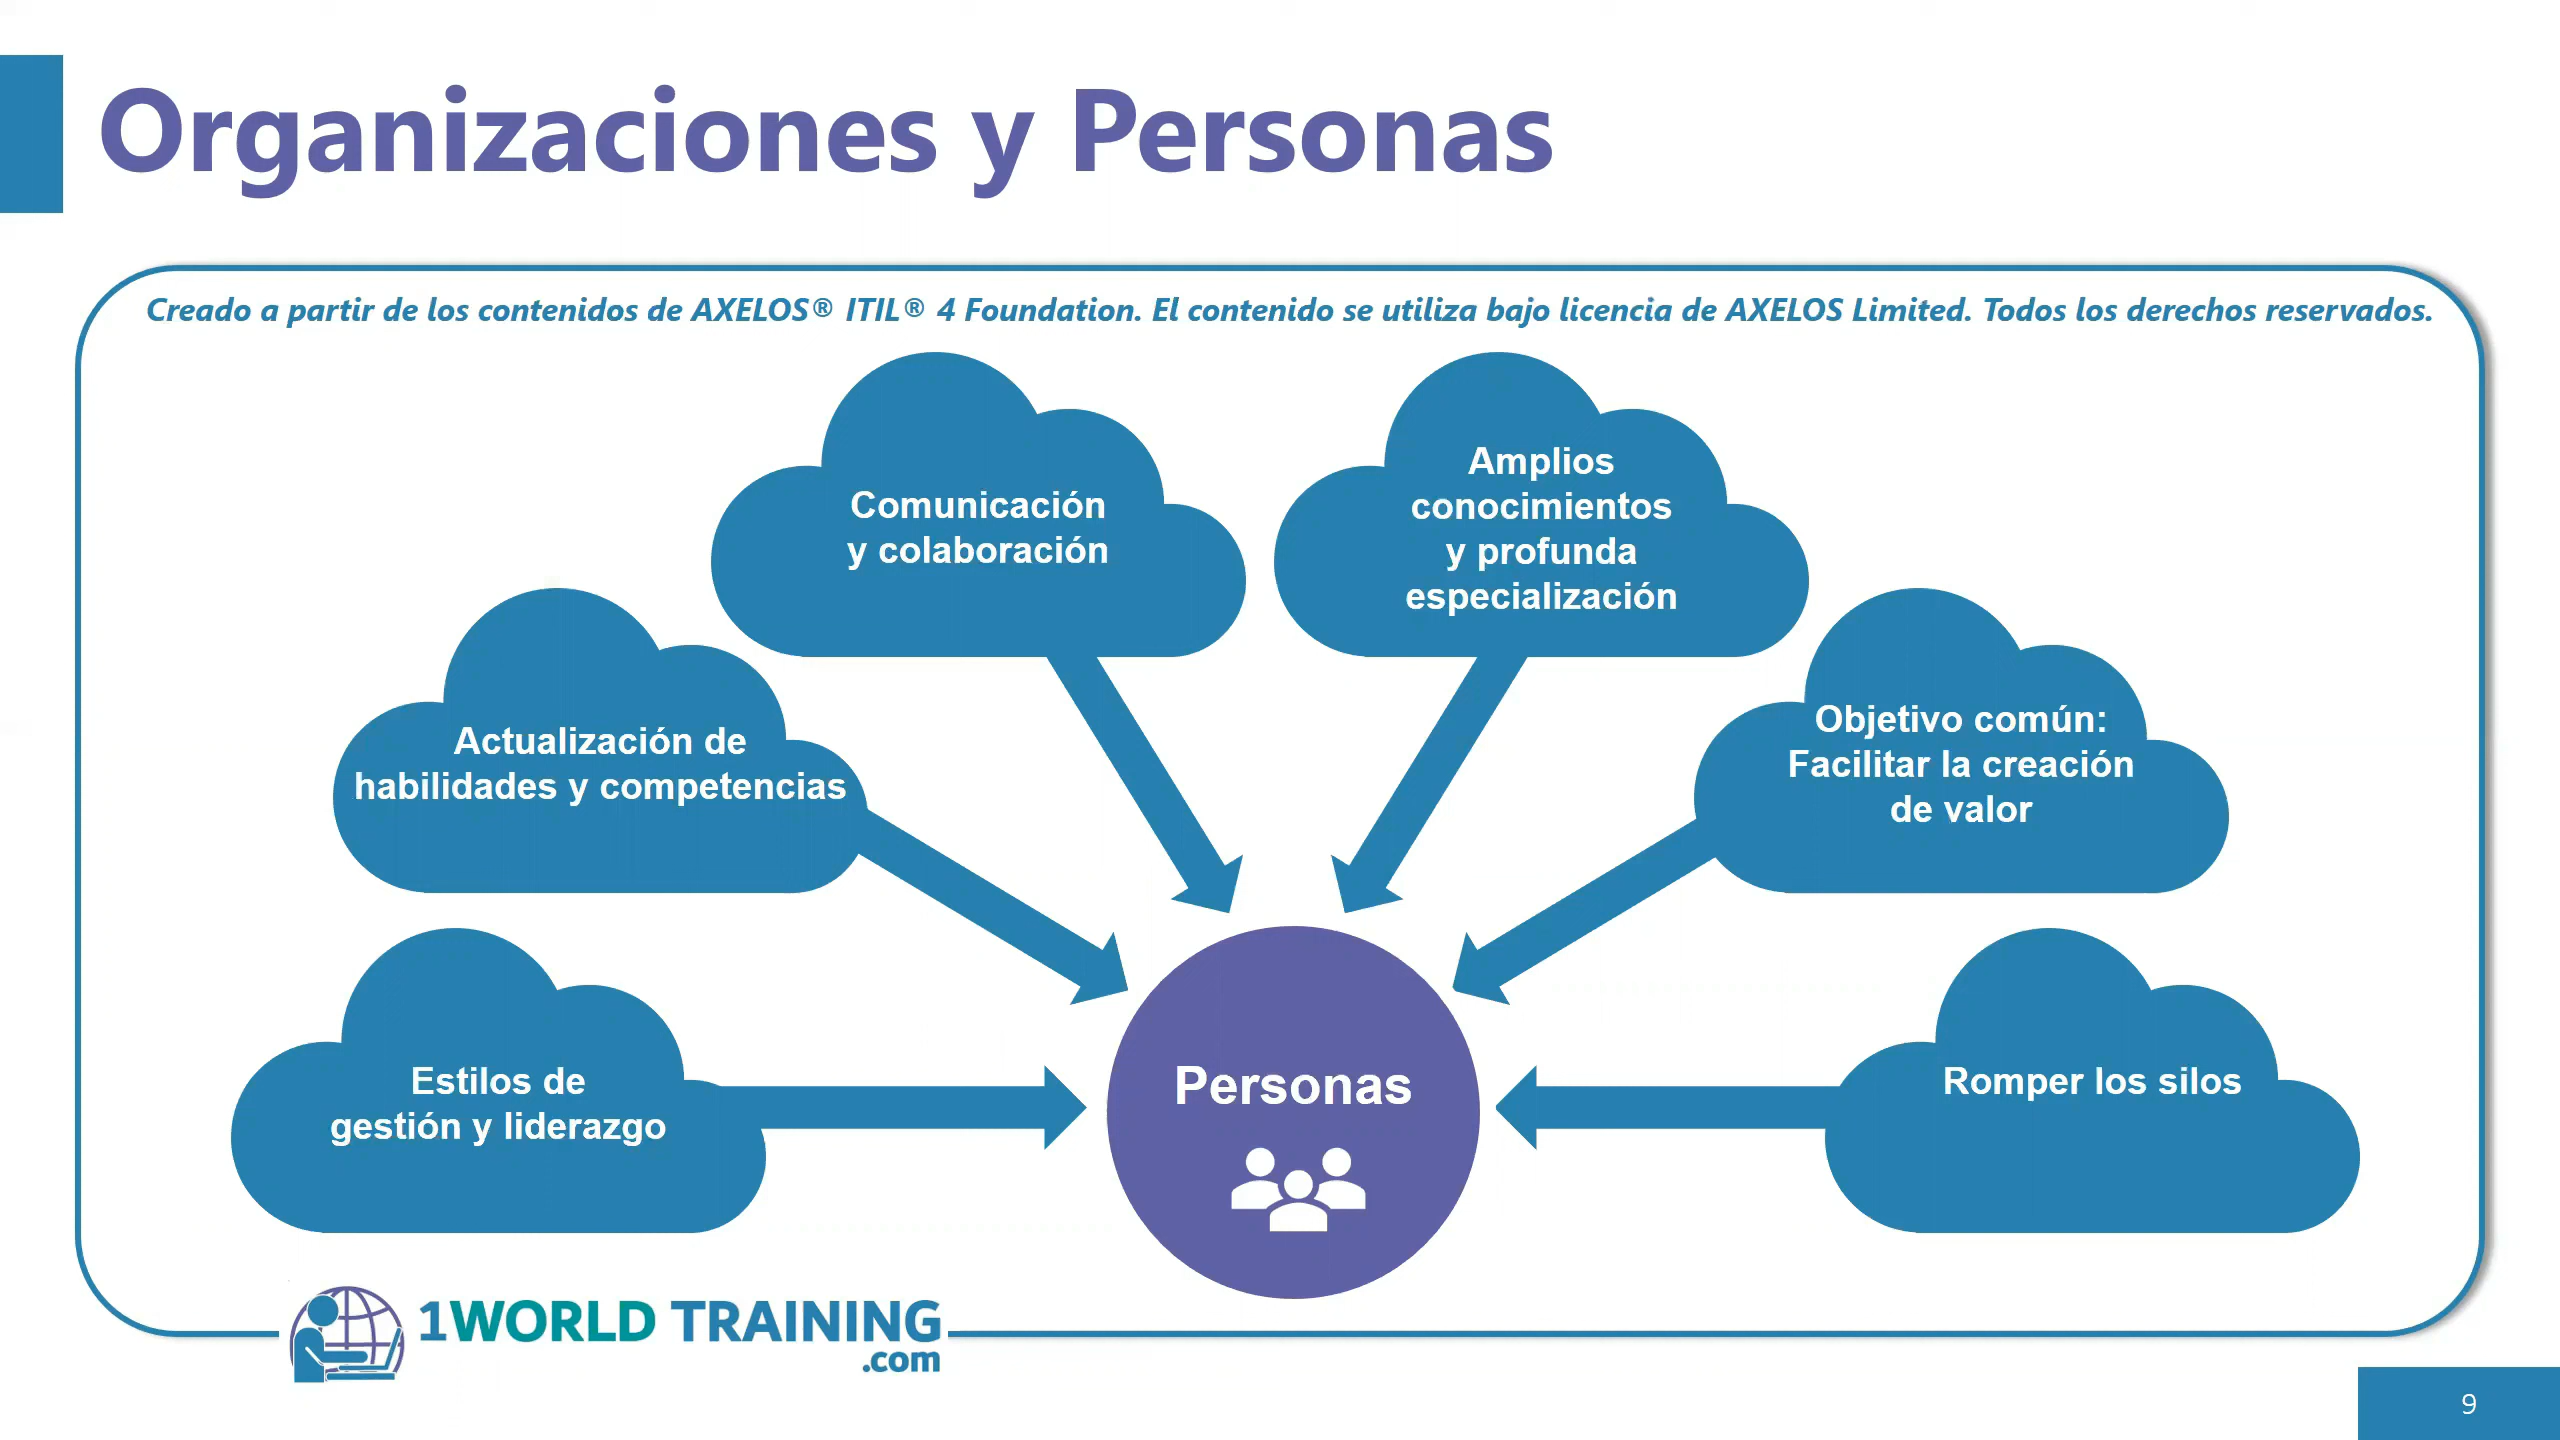 Organizaciones y Personas
Creado a partir de los contenidos de AXELOS® ITIL® 4 Foundation. El contenido se utiliza bajo licencia de AXELOS Limited. Todos los derechos reservados.
Comunicación
y colaboración
Amplios
conocimientos
y profunda
especialización
Actualización de
habilidades y competencias
Objetivo común:
Facilitar la creación
de valor
Estilos de
gestión y liderazgo
Personas
Romper los silos
1WORLD TRAINING
.com
9